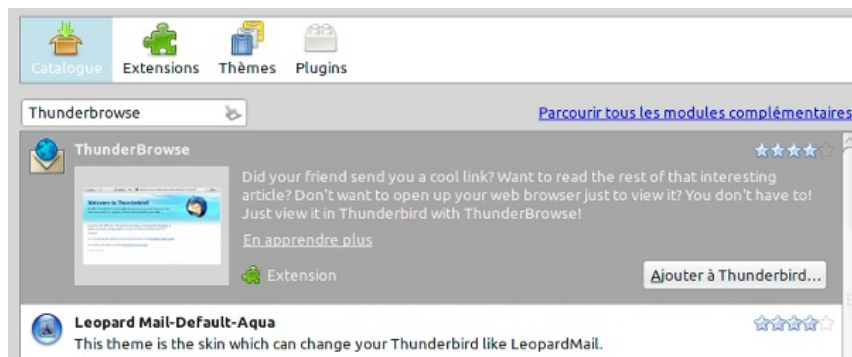 Catalogue Extensions Thèmes Plugins
Thunderbrowse Parcourir tous les modules complémentaires
ThunderBrowse
Did your friend send you a cool link? Want to read the rest of that interesting
article? Don't want to open up your web browser just to view it? You don't have to!
Just view it in Thunderbird with ThunderBrowse!
En apprendre plus
Extension Ajouter à Thunderbird...
Leopard Mail-Default-Aqua
This theme is the skin which can change your Thunderbird like LeopardMail.